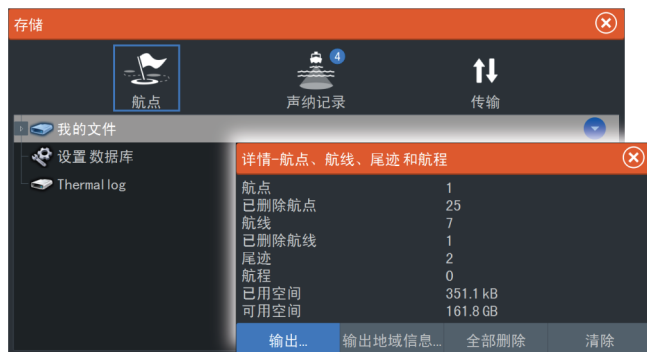 存储
4
航点 声纳记录 传输
我的文件
设置数据库
Thermal log
详情-航点、航线、尾迹和航程
航点 1
已删除航点 25
航线 7
已删除航线 1
尾迹 2
航程 0
已用空间 351.1 kB
可用空间 161.8 GB
输出... 输出地域信息... 全部删除 清除